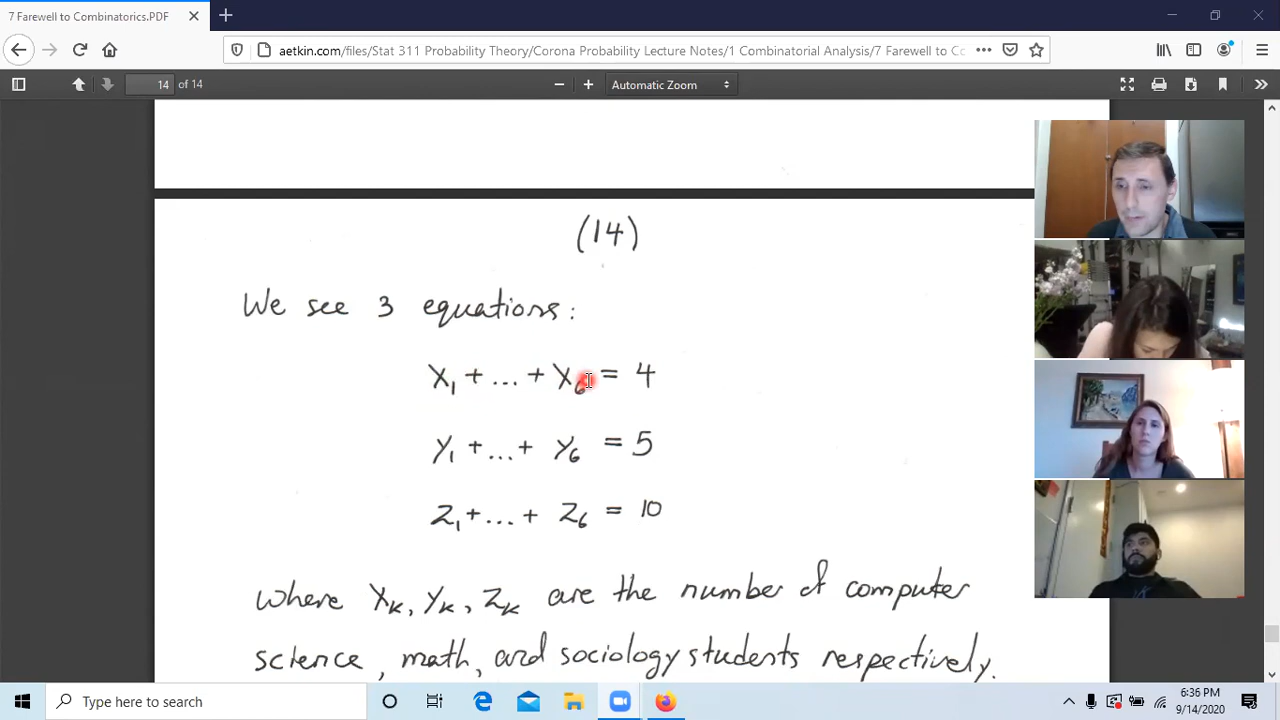 7 Farewell to Combinatorics.PDF
aetkin.com/files/Stat 311 Probability Theory/Corona Probability Lecture Notes/1 Combinatorial Analysis/7 Farewell to Co
14 of 14
Automatic Zoom
(14)
We see 3 equations:
X₁ + ... + X₆ = 4
y₁ + ... + y₆ = 5
Z₁ + ... + Z₆ = 10
where Xₖ, yₖ, Zₖ are the number of computer
science, math, and sociology students respectively.
Type here to search
6:36 PM
9/14/2020